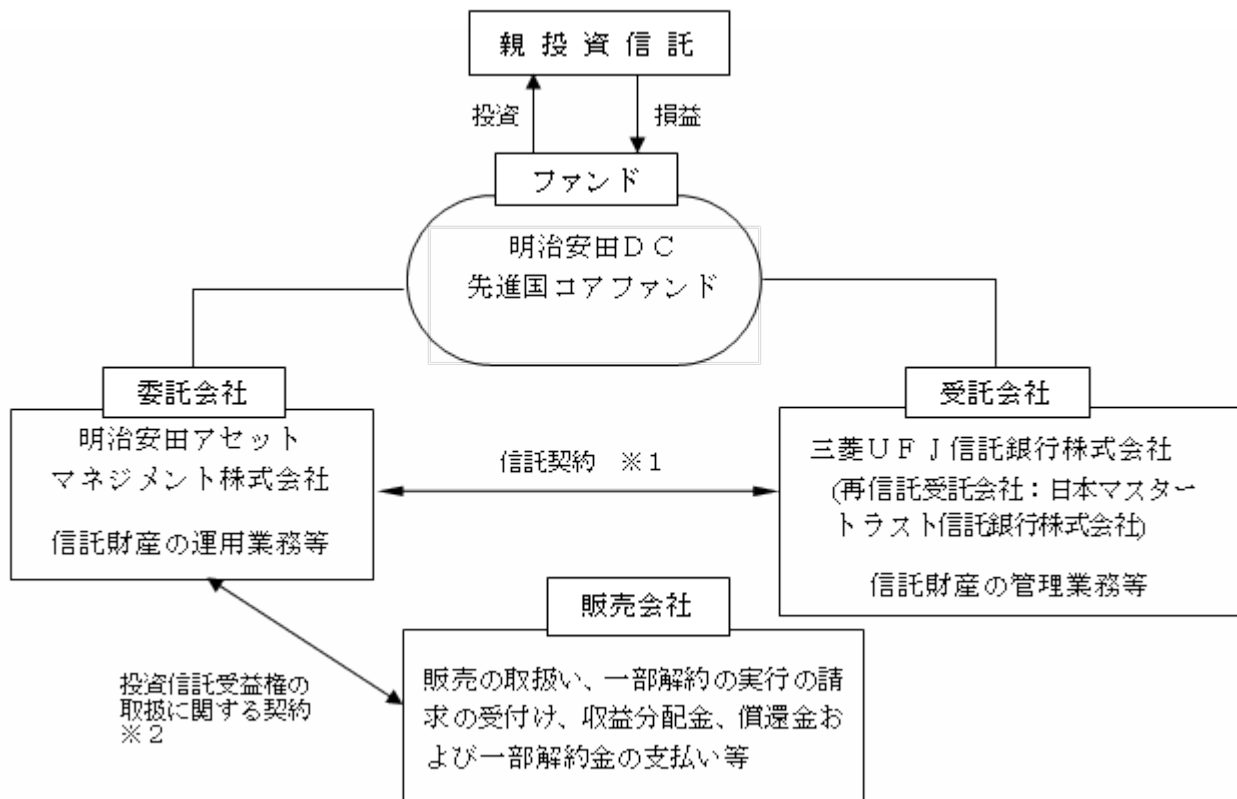 親投資信託
投資
損益
ファンド
明治安田ＤＣ
先進国コアファンド
委託会社
明治安田アセット
マネジメント株式会社
信託財産の運用業務等
信託契約　※１
受託会社
三菱ＵＦＪ信託銀行株式会社
(再信託受託会社：日本マスター
トラスト信託銀行株式会社)
信託財産の管理業務等
投資信託受益権の
取扱に関する契約
※２
販売会社
販売の取扱い、一部解約の実行の請
求の受付け、収益分配金、償還金お
よび一部解約金の支払い等